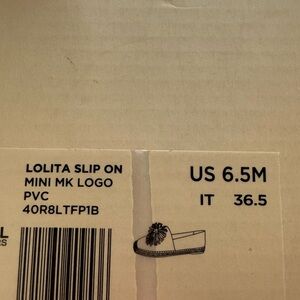 LOLITA SLIP ON
MINI MK LOGO
PVC
40R8LTFP1B
US 6.5M
IT 36.5